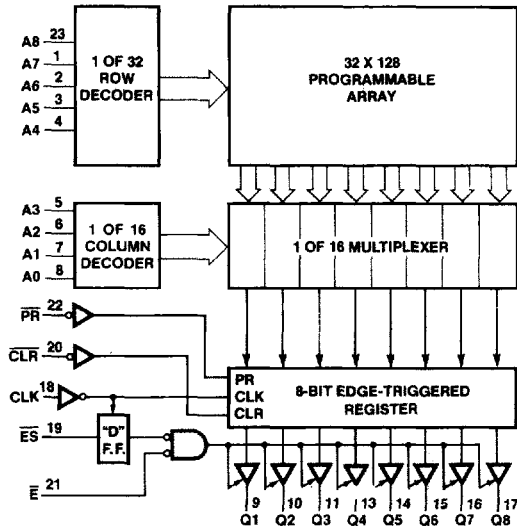 A8 23
A7 1
A6 2
A5 3
A4 4
1 OF 32
ROW
DECODER
32 X 128
PROGRAMMABLE
ARRAY
A3 5
A2 6
A1 7
A0 8
1 OF 16
COLUMN
DECODER
1 OF 16 MULTIPLEXER
PR 22
CLR 20
CLK 18
ES 19
"D"
F.F.
E 21
PR
CLK
CLR
8-BIT EDGE-TRIGGERED
REGISTER
9 10 11 13 14 15 16 17
Q1 Q2 Q3 Q4 Q5 Q6 Q7 Q8